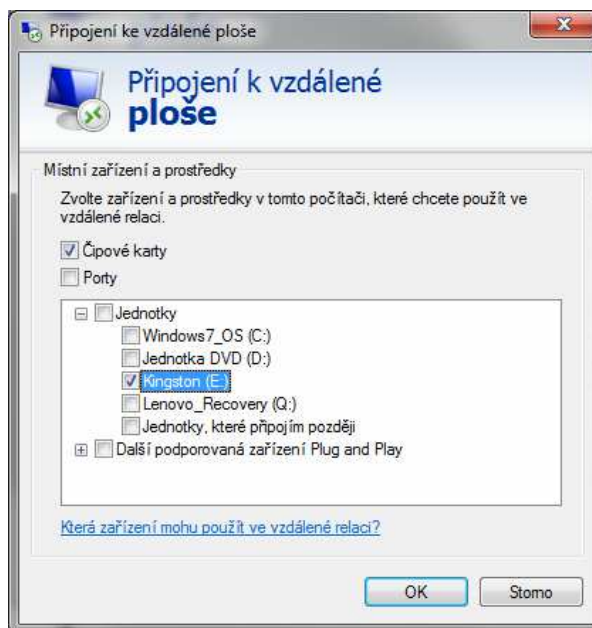 Připojení ke vzdálené ploše
Připojení k vzdálené
ploše
Místní zařízení a prostředky
Zvolte zařízení a prostředky v tomto počítači, které chcete použít ve
vzdálené relaci.
Čipové karty
Porty
Jednotky
Windows7_OS (C:)
Jednotka DVD (D:)
Kingston (E:)
Lenovo_Recovery (Q:)
Jednotky, které připojím později
Další podporovaná zařízení Plug and Play
Která zařízení mohu použít ve vzdálené relaci?
OK
Stomo